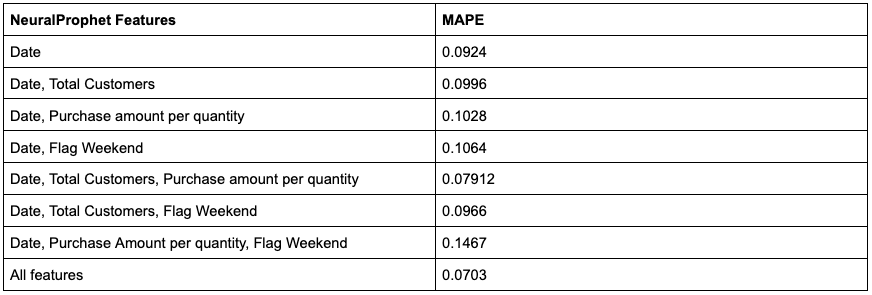 NeuralProphet Features MAPE
Date 0.0924
Date, Total Customers 0.0996
Date, Purchase amount per quantity 0.1028
Date, Flag Weekend 0.1064
Date, Total Customers, Purchase amount per quantity 0.07912
Date, Total Customers, Flag Weekend 0.0966
Date, Purchase Amount per quantity, Flag Weekend 0.1467
All features 0.0703